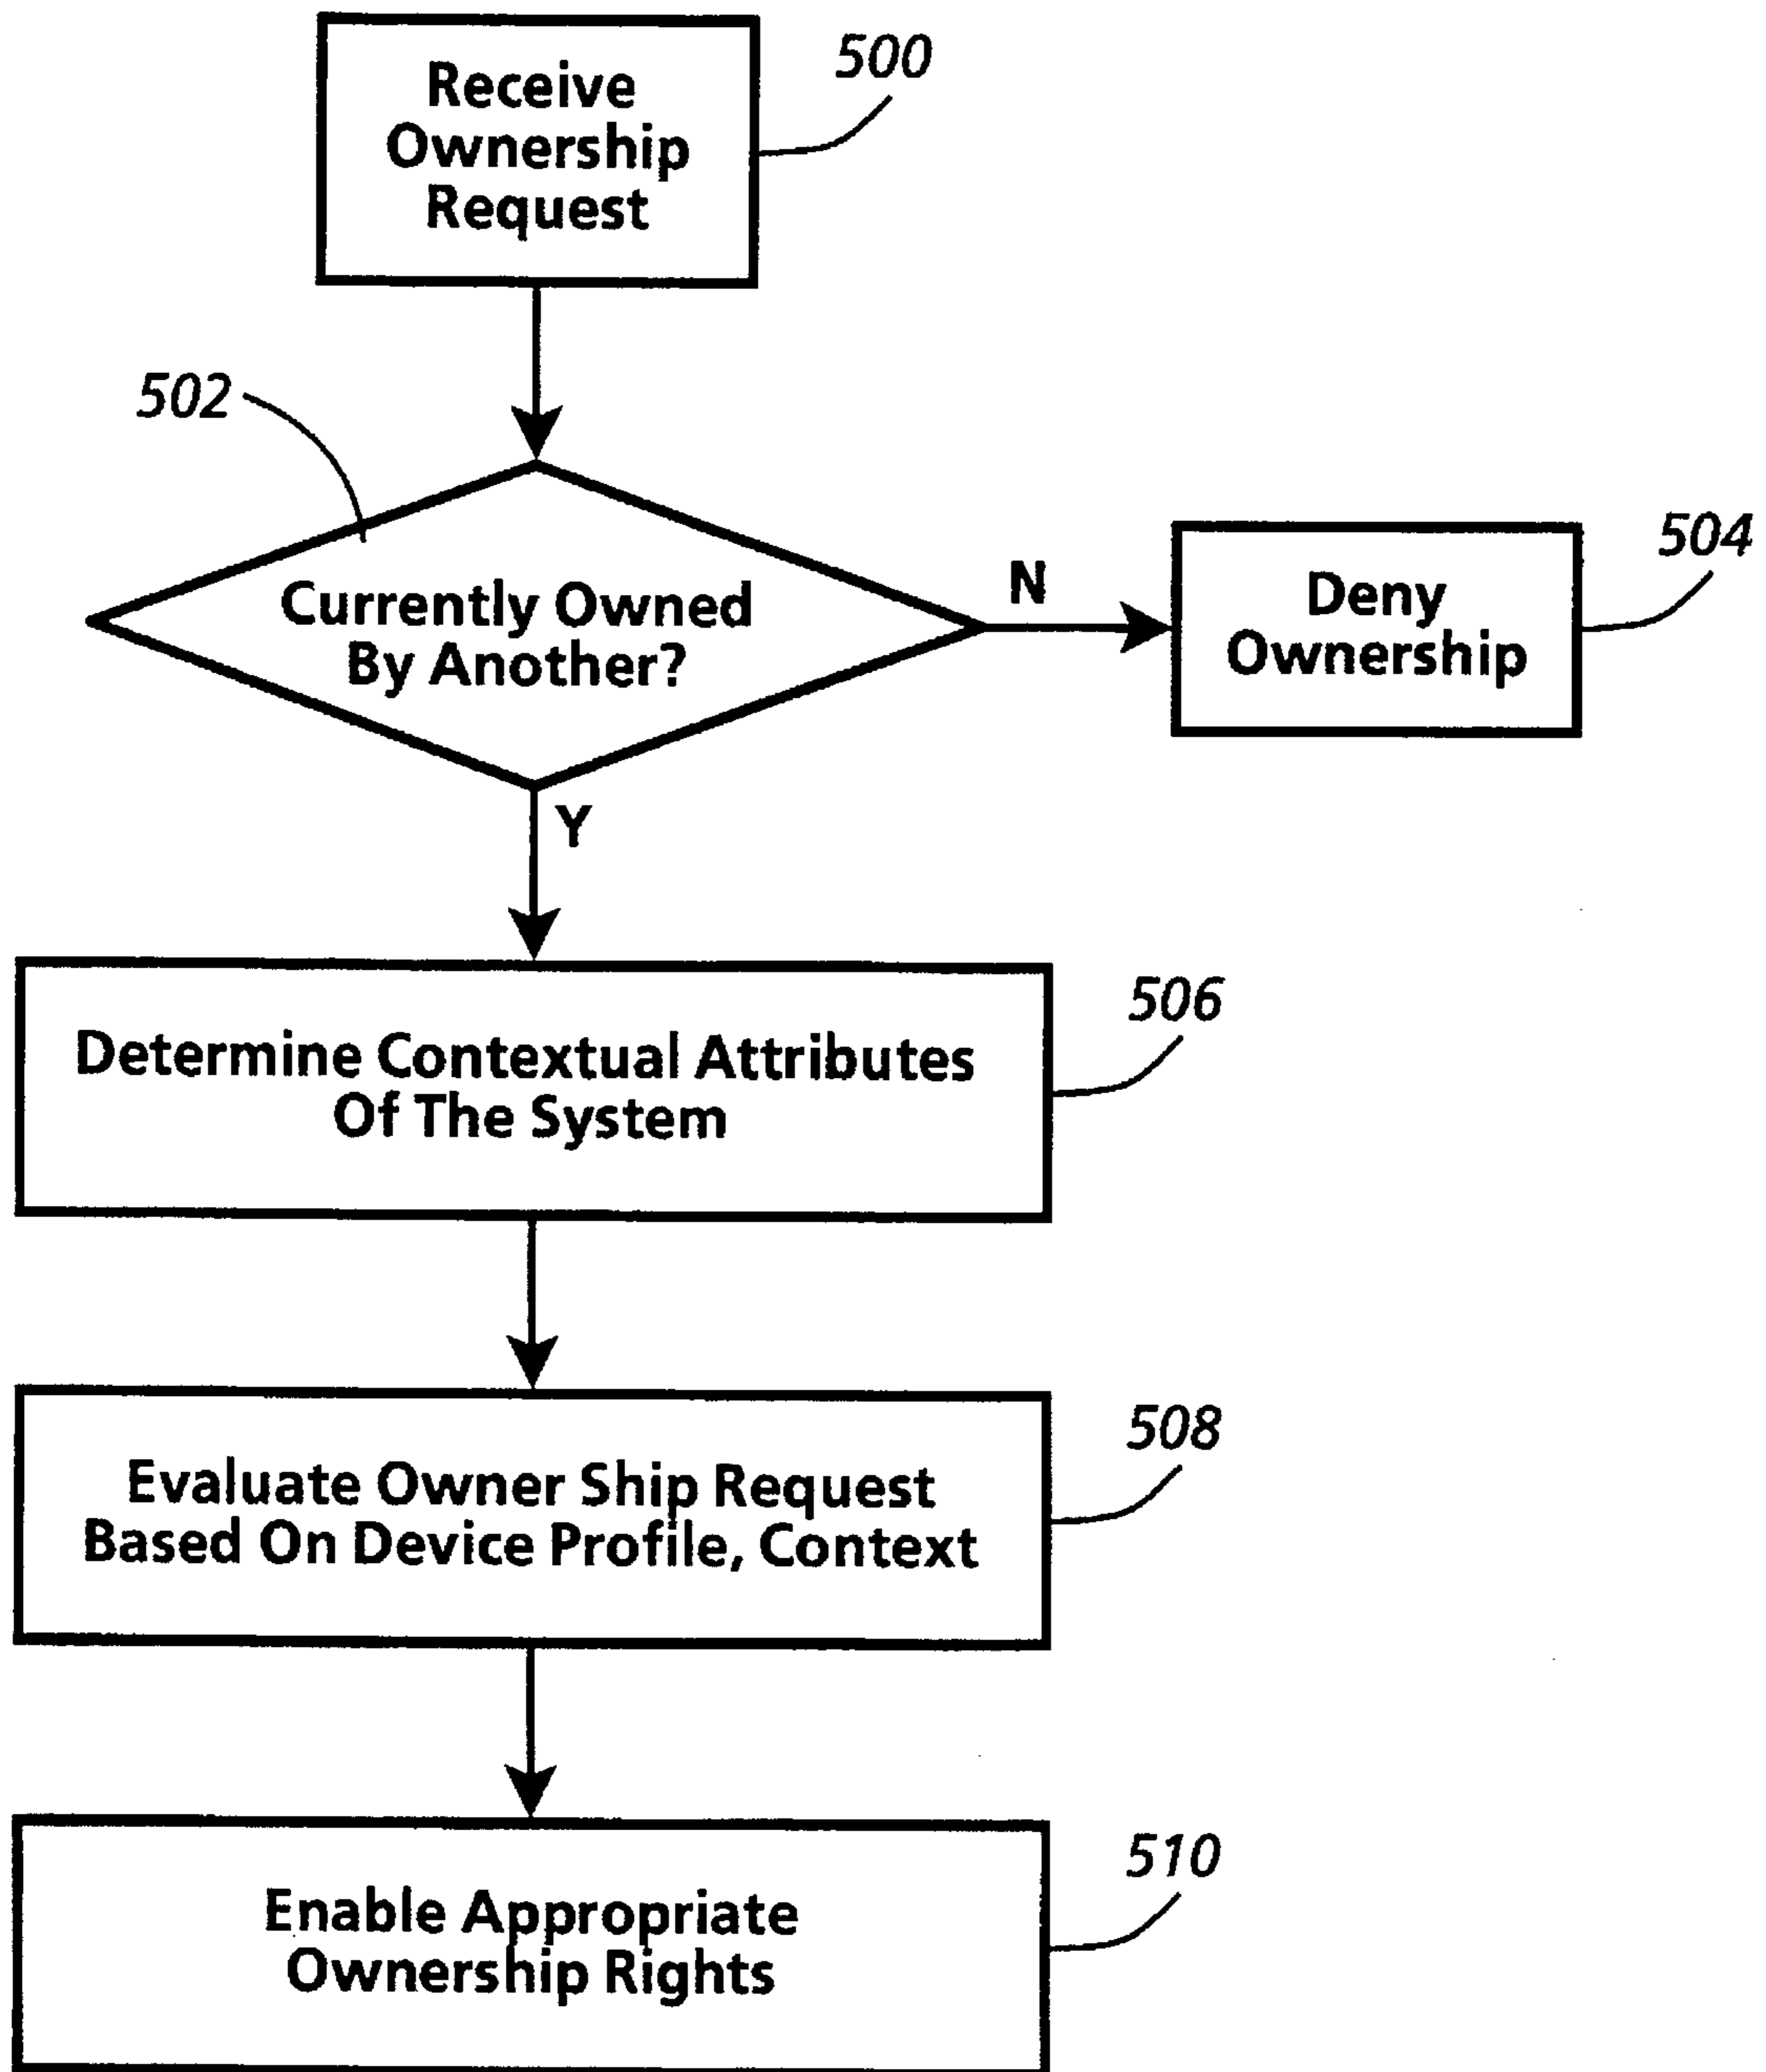 Receive
Ownership
Request
500
502
Currently Owned
By Another?
N
Deny
Ownership
504
Y
Determine Contextual Attributes
Of The System
506
Evaluate Owner Ship Request
Based On Device Profile, Context
508
Enable Appropriate
Ownership Rights
510